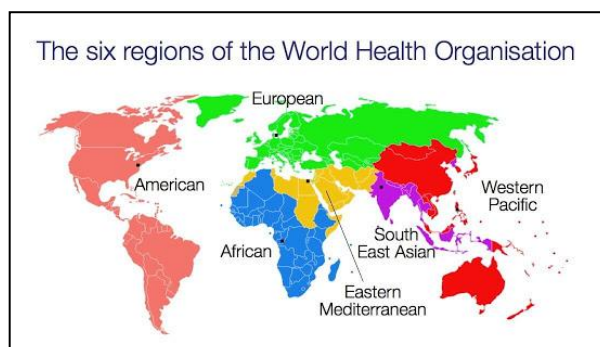 The six regions of the World Health Organisation
European
American
Western
Pacific
African
South
East Asian
Eastern
Mediterranean